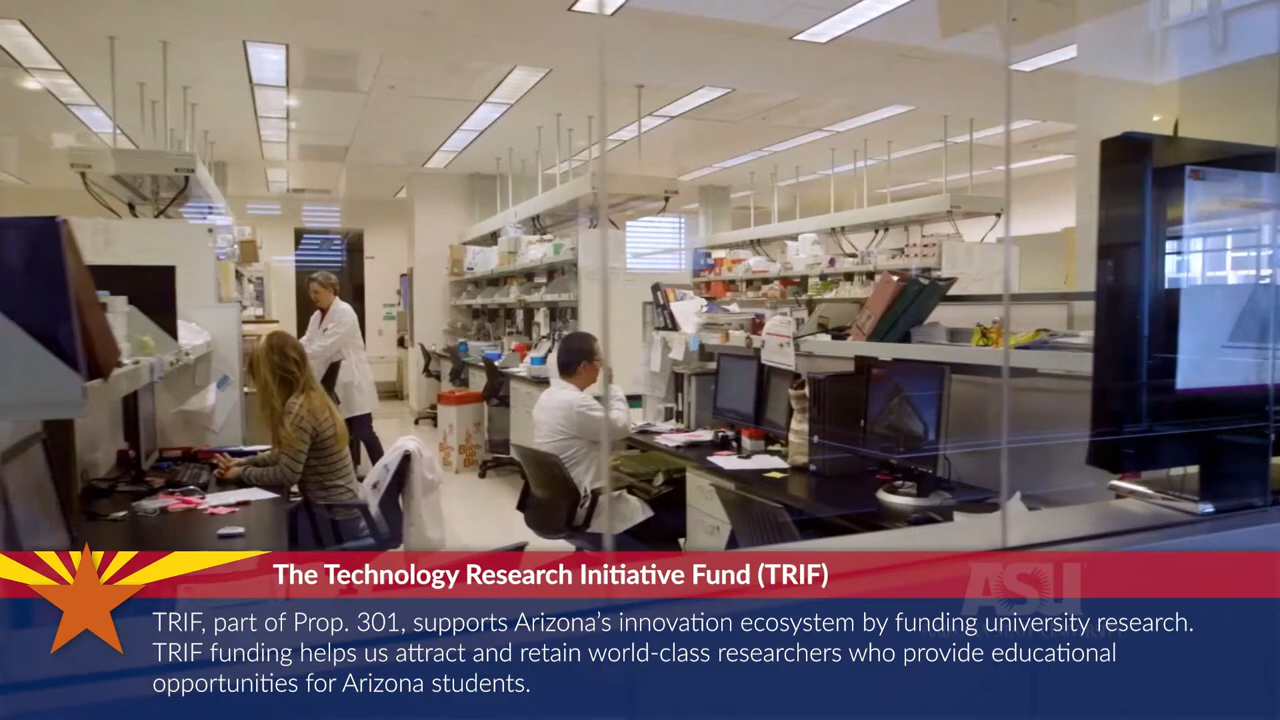 The Technology Research Initiative Fund (TRIF)
ASU
TRIF, part of Prop. 301, supports Arizona’s innovation ecosystem by funding university research.
TRIF funding helps us attract and retain world-class researchers who provide educational
opportunities for Arizona students.